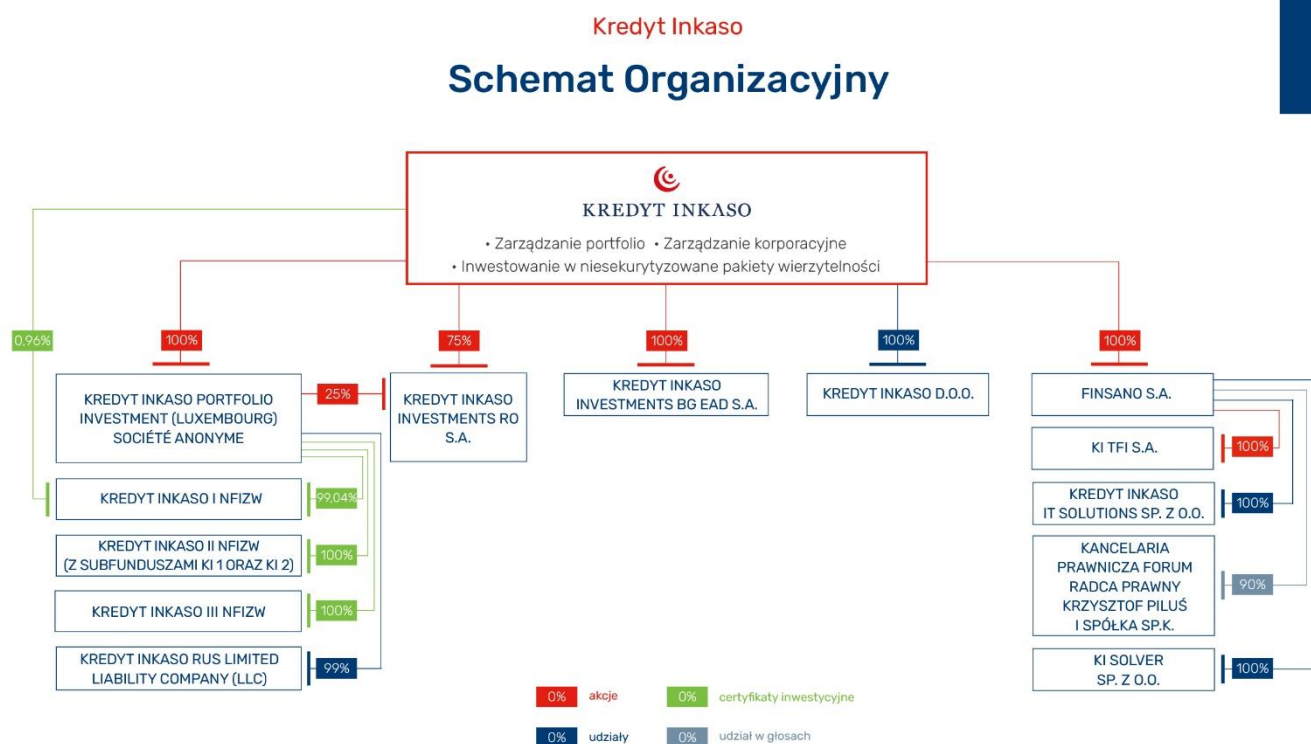 Kredyt Inkaso
Schemat Organizacyjny
KREDYT INKΛSO
• Zarządzanie portfolio • Zarządzanie korporacyjne
• Inwestowanie w niesekurytyzowane pakiety wierzytelności
0,96%
100%
75%
100%
100%
100%
KREDYT INKASO PORTFOLIO
INVESTMENT (LUXEMBOURG)
SOCIÉTÉ ANONYME
25%
KREDYT INKASO
INVESTMENTS RO
S.A.
KREDYT INKASO
INVESTMENTS BG EAD S.A.
KREDYT INKASO D.O.O.
FINSANO S.A.
KI TFI S.A.
100%
KREDYT INKASO I NFIZW
99,04%
KREDYT INKASO
IT SOLUTIONS SP. Z O.O.
100%
KREDYT INKASO II NFIZW
(Z SUBFUNDUSZAMI KI 1 ORAZ KI 2)
100%
KANCELARIA
PRAWNICZA FORUM
RADCA PRAWNY
KRZYSZTOF PILUŚ
I SPÓŁKA SP.K.
90%
KREDYT INKASO III NFIZW
100%
KREDYT INKASO RUS LIMITED
LIABILITY COMPANY (LLC)
99%
KI SOLVER
SP. Z O.O.
100%
0% akcje
0% certyfikaty inwestycyjne
0% udziały
0% udział w głosach